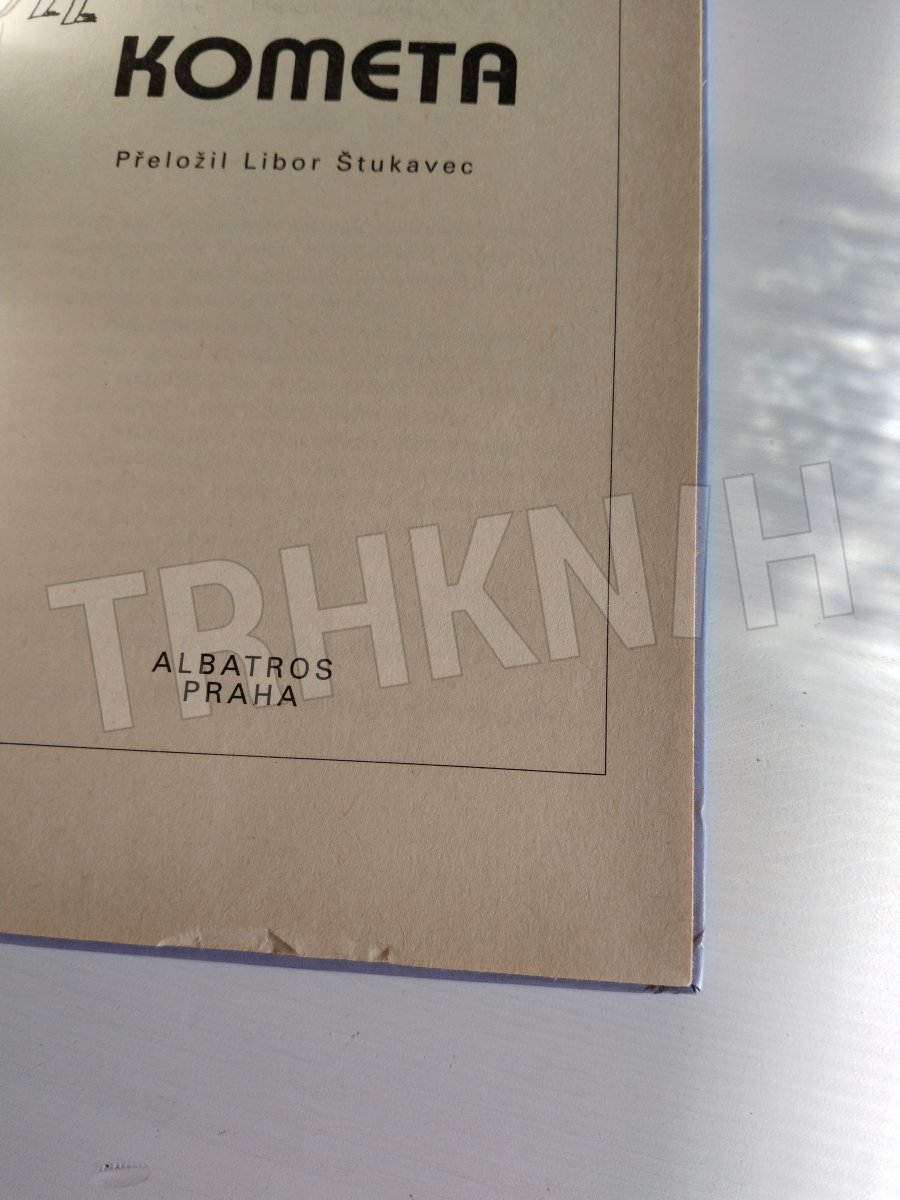 KOMETA
Přeložil Libor Štukavec
TRHKNIH
ALBATROS
PRAHA